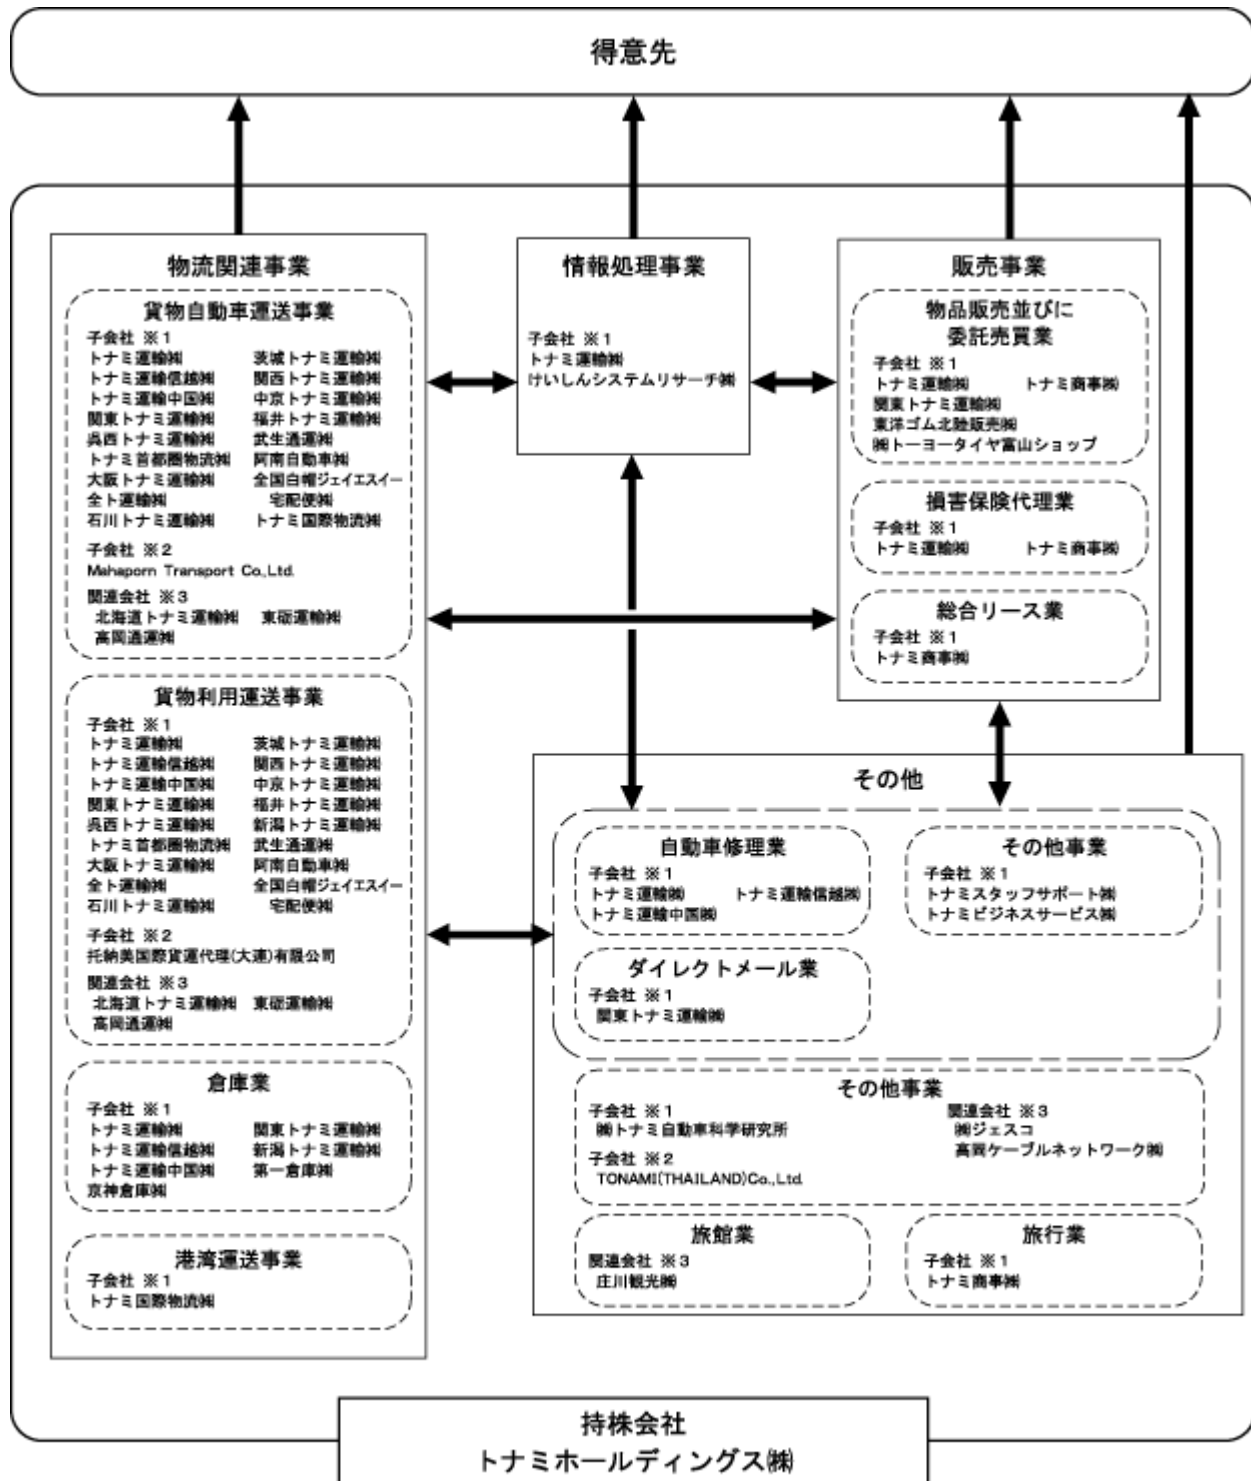 得意先
物流関連事業
貨物自動車運送事業
子会社 ※1
トナミ運輸㈱ 茨城トナミ運輸㈱
トナミ運輸信越㈱ 関西トナミ運輸㈱
トナミ運輸中国㈱ 中京トナミ運輸㈱
関東トナミ運輸㈱ 福井トナミ運輸㈱
呉西トナミ運輸㈱ 武生通運㈱
トナミ首都圏物流㈱ 阿南自動車㈱
大阪トナミ運輸㈱ 全国白帽ジェイエスイー
全ト運輸㈱ 宅配便㈱
石川トナミ運輸㈱ トナミ国際物流㈱
子会社 ※2
Mahaporn Transport Co.,Ltd.
関連会社 ※3
北海道トナミ運輸㈱ 東砺運輸㈱
高岡通運㈱
貨物利用運送事業
子会社 ※1
トナミ運輸㈱ 茨城トナミ運輸㈱
トナミ運輸信越㈱ 関西トナミ運輸㈱
トナミ運輸中国㈱ 中京トナミ運輸㈱
関東トナミ運輸㈱ 福井トナミ運輸㈱
呉西トナミ運輸㈱ 新潟トナミ運輸㈱
トナミ首都圏物流㈱ 武生通運㈱
大阪トナミ運輸㈱ 阿南自動車㈱
全ト運輸㈱ 全国白帽ジェイエスイー
石川トナミ運輸㈱ 宅配便㈱
子会社 ※2
托納美国際貨運代理(大連)有限公司
関連会社 ※3
北海道トナミ運輸㈱ 東砺運輸㈱
高岡通運㈱
倉庫業
子会社 ※1
トナミ運輸㈱ 関東トナミ運輸㈱
トナミ運輸信越㈱ 新潟トナミ運輸㈱
トナミ運輸中国㈱ 第一倉庫㈱
京神倉庫㈱
港湾運送事業
子会社 ※1
トナミ国際物流㈱
情報処理事業
子会社 ※1
トナミ運輸㈱
けいしんシステムリサーチ㈱
販売事業
物品販売並びに
委託売買業
子会社 ※1
トナミ運輸㈱ トナミ商事㈱
関東トナミ運輸㈱
東洋ゴム北陸販売㈱
㈱トーヨータイヤ富山ショップ
損害保険代理業
子会社 ※1
トナミ運輸㈱ トナミ商事㈱
総合リース業
子会社 ※1
トナミ商事㈱
その他
自動車修理業
子会社 ※1
トナミ運輸㈱ トナミ運輸信越㈱
トナミ運輸中国㈱
その他事業
子会社 ※1
トナミスタッフサポート㈱
トナミビジネスサービス㈱
ダイレクトメール業
子会社 ※1
関東トナミ運輸㈱
その他事業
子会社 ※1
㈱トナミ自動車科学研究所
子会社 ※2
TONAMI(THAILAND)Co.,Ltd.
関連会社 ※3
㈱ジェスコ
高岡ケーブルネットワーク㈱
旅館業
関連会社 ※3
庄川観光㈱
旅行業
子会社 ※1
トナミ商事㈱
持株会社
トナミホールディングス㈱